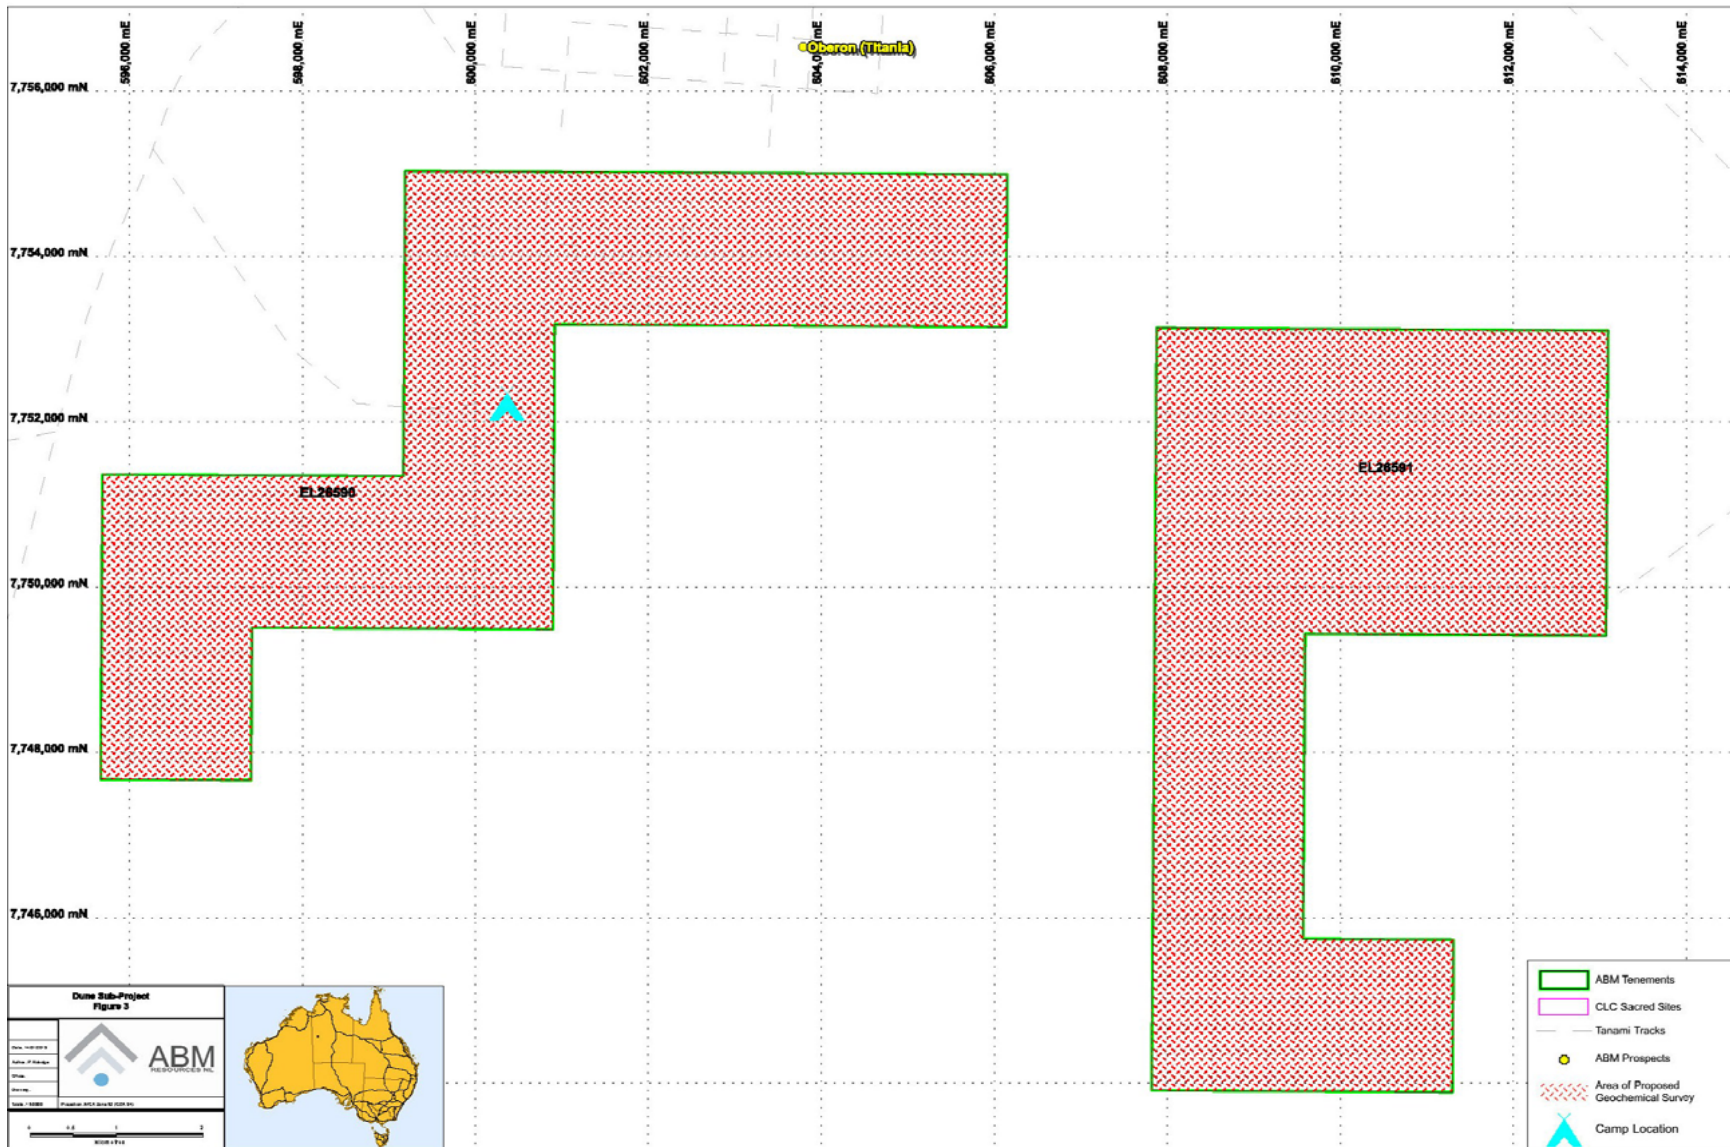 596,000 mE
598,000 mE
600,000 mE
602,000 mE
604,000 mE
606,000 mE
608,000 mE
610,000 mE
612,000 mE
614,000 mE
Oberon (Titania)
7,756,000 mN
7,754,000 mN
7,752,000 mN
7,750,000 mN
7,748,000 mN
7,746,000 mN
EL26590
EL26591
Dune Sub-Project
Figure 3
ABM
RESOURCES NL
ABM Tenements
CLC Sacred Sites
Tanami Tracks
ABM Prospects
Area of Proposed
Geochemical Survey
Camp Location